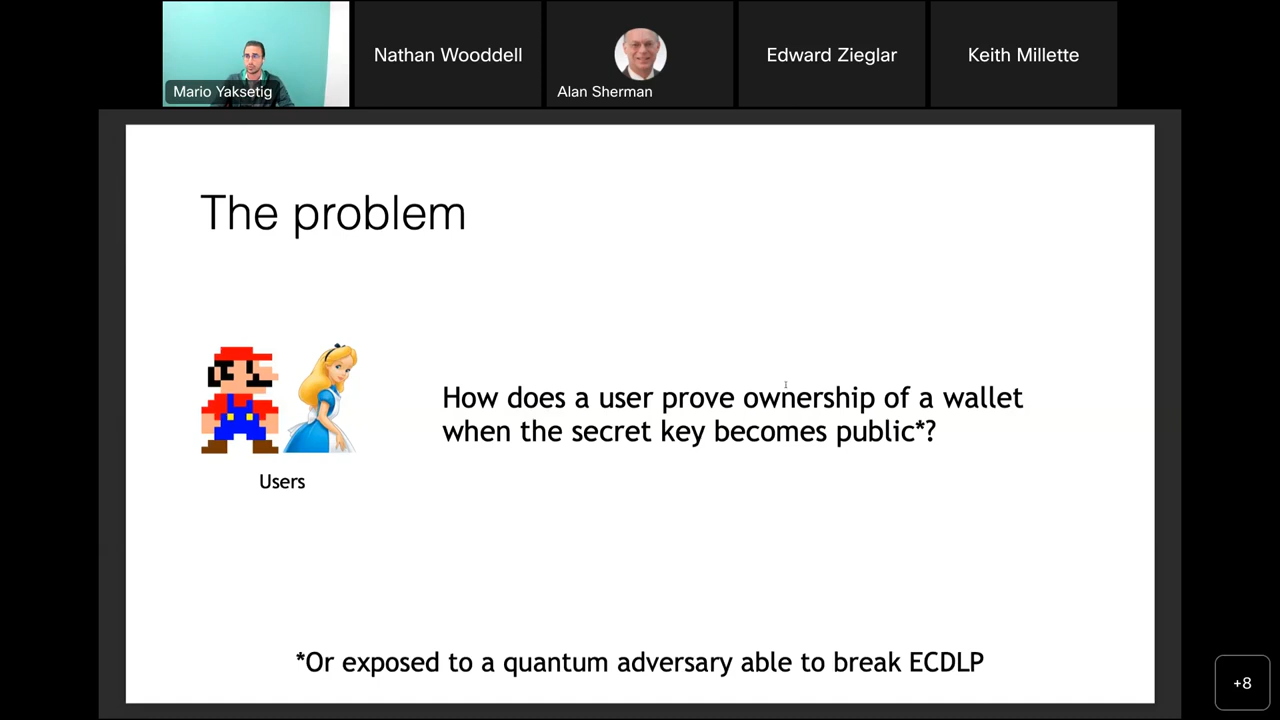 Mario Yaksetig
Nathan Wooddell
Alan Sherman
Edward Zieglar
Keith Millette
The problem
How does a user prove ownership of a wallet
when the secret key becomes public*?
Users
*Or exposed to a quantum adversary able to break ECDLP
+8